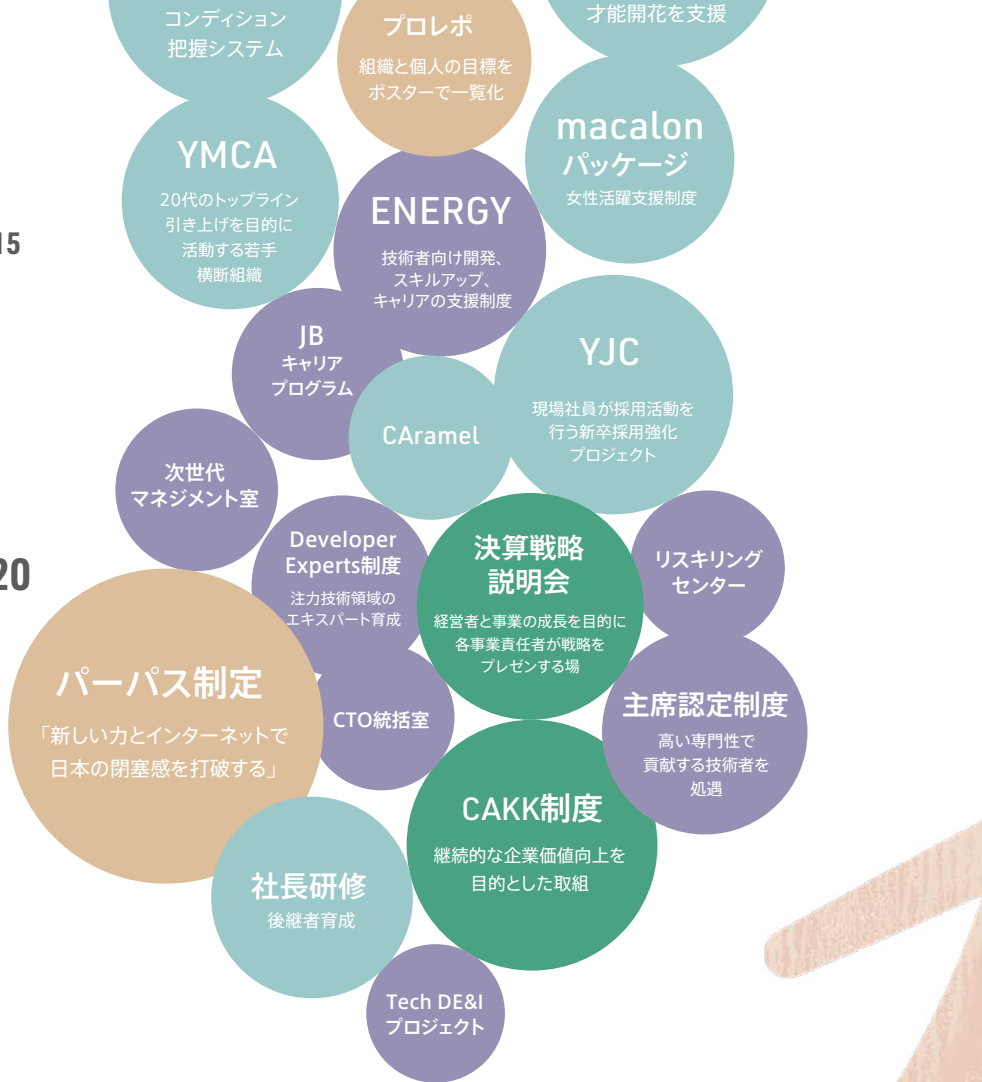 コンディション
把握システム
プロレポ
組織と個人の目標を
ポスターで一覧化
才能開花を支援
YMCA
20代のトップライン
引き上げを目的に
活動する若手
横断組織
macalon
パッケージ
女性活躍支援制度
15
ENERGY
技術者向け開発、
スキルアップ、
キャリアの支援制度
JB
キャリア
プログラム
YJC
現場社員が採用活動を
行う新卒採用強化
プロジェクト
CAramel
次世代
マネジメント室
20
Developer
Experts制度
注力技術領域の
エキスパート育成
決算戦略
説明会
経営者と事業の成長を目的に
各事業責任者が戦略を
プレゼンする場
リスキリング
センター
パーパス制定
「新しい力とインターネットで
日本の閉塞感を打破する」
CTO統括室
主席認定制度
高い専門性で
貢献する技術者を
処遇
CAKK制度
継続的な企業価値向上を
目的とした取組
社長研修
後継者育成
Tech DE&I
プロジェクト